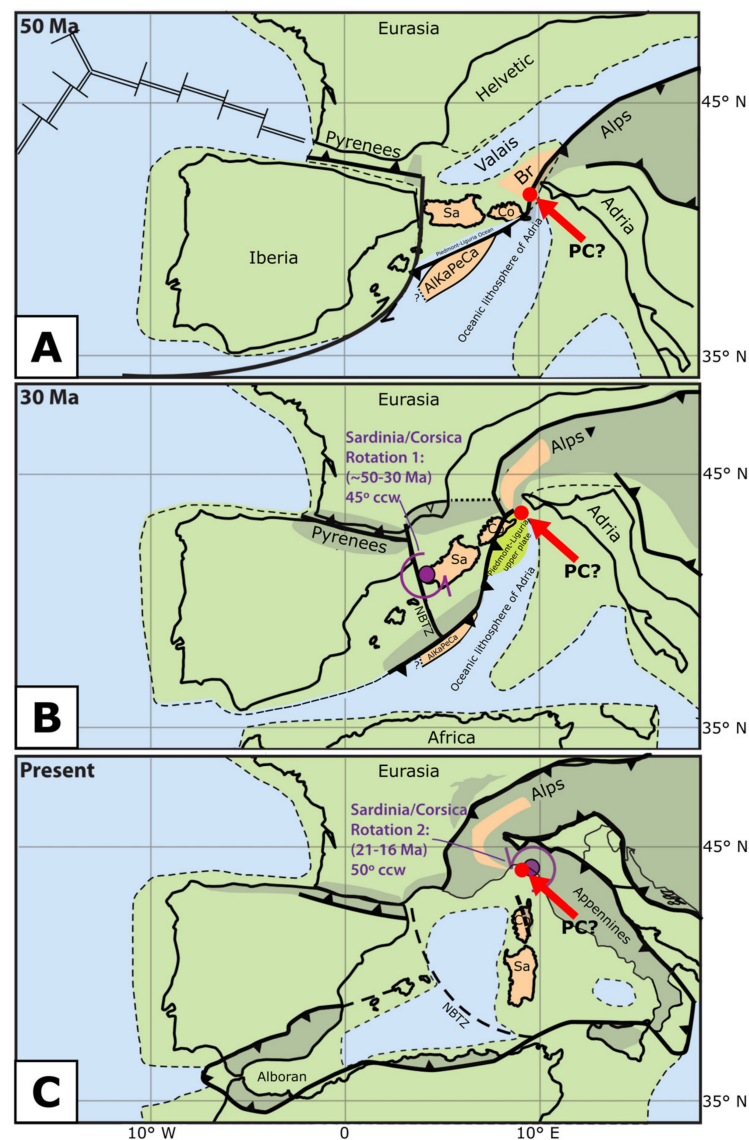 50 Ma
Eurasia
Helvetic
45° N
Pyrenees
Valais
Alps
Br
Sa
Co
Adria
PC?
Piedmont-Liguria Ocean
Iberia
AlKaPeCa
?
Oceanic lithosphere of Adria
A
35° N
30 Ma
Eurasia
Sardinia/Corsica
Rotation 1:
(~50-30 Ma)
45º ccw
Alps
45° N
V
Pyrenees
Co
Sa
Adria
Piedmont-Liguria
upper plate
PC?
NBTZ
AlKaPeCa
?
Oceanic lithosphere of Adria
B
35° N
Africa
Present
Eurasia
Alps
Sardinia/Corsica
Rotation 2:
(21-16 Ma)
50º ccw
45° N
Appennines
PC?
Co
Sa
NBTZ
Alboran
C
35° N
10° W
0
10° E